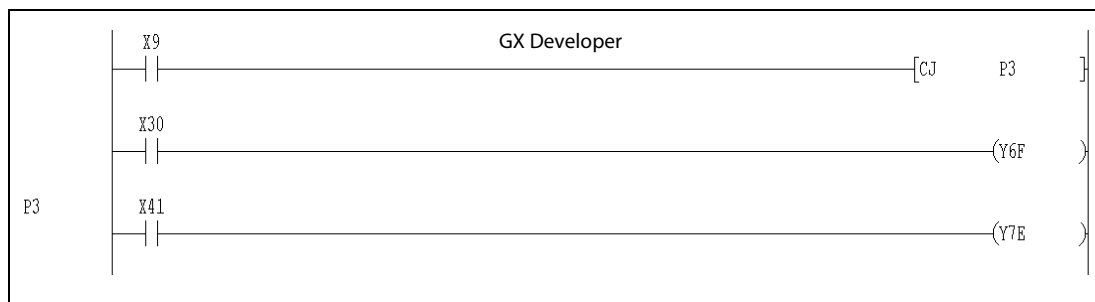 GX Developer
X9
[CJ P3 ]
X30
(Y6F )
P3 X41
(Y7E )